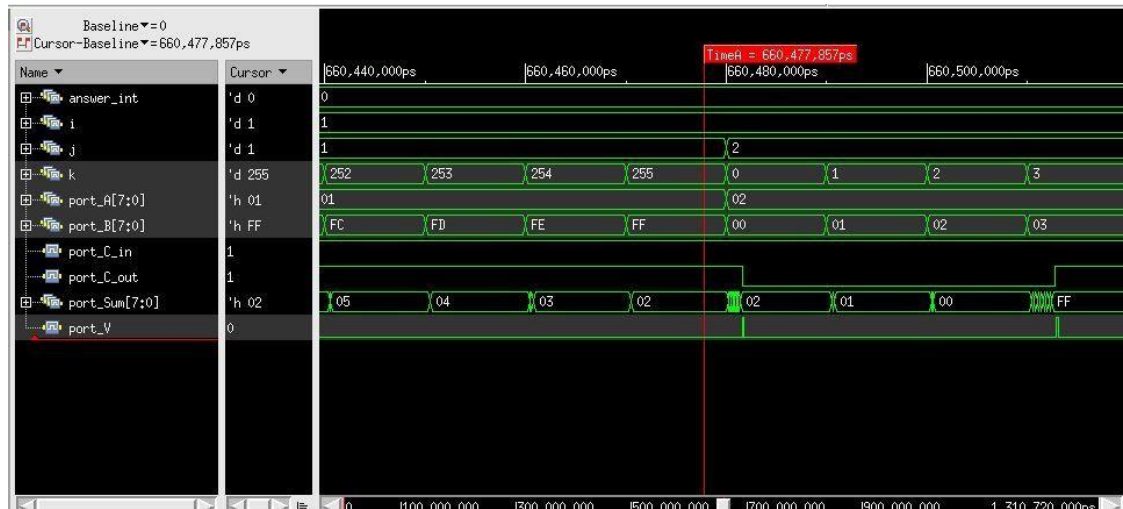 Baseline▼=0
Cursor-Baseline▼=660,477,857ps
TimeA = 660,477,857ps
Name ▼ Cursor ▼ 660,440,000ps 660,460,000ps 660,480,000ps 660,500,000ps
answer_int 'd 0 0
i 'd 1 1
j 'd 1 1 2
k 'd 255 252 253 254 255 0 1 2 3
port_A[7:0] 'h 01 01 02
port_B[7:0] 'h FF FC FD FE FF 00 01 02 03
port_C_in 1
port_C_out 1
port_Sum[7:0] 'h 02 05 04 03 02 02 01 00 FF
port_V 0
0 100,000,000 300,000,000 500,000,000 700,000,000 900,000,000 1,310,720,000ps